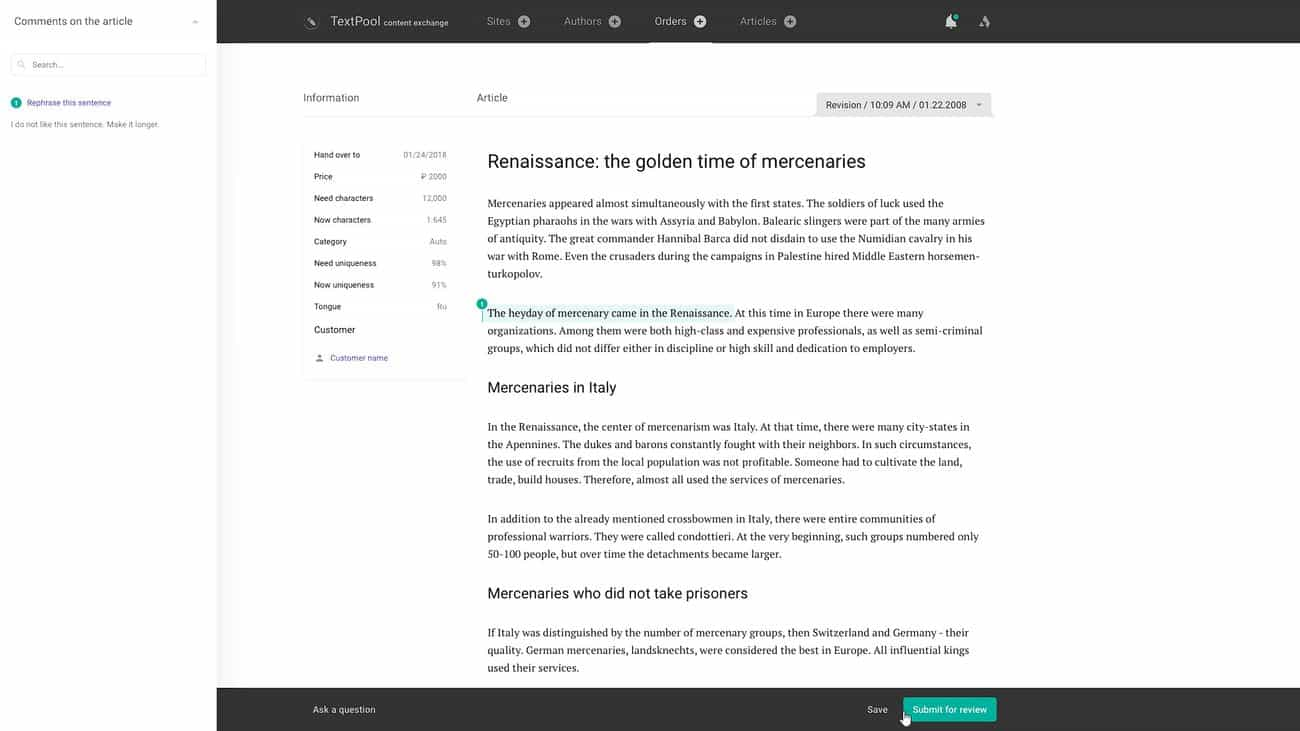 Comments on the article
Search...
1 Rephrase this sentence
I do not like this sentence. Make it longer.
TextPool content exchange
Sites
Authors
Orders
Articles
Information
Article
Revision / 10:09 AM / 01.22.2008
Hand over to 01/24/2018
Price ₽ 2000
Need characters 12,000
Now characters 1 645
Category Auto
Need uniqueness 98%
Now uniqueness 91%
Tongue Ru
Customer
Customer name
Renaissance: the golden time of mercenaries
Mercenaries appeared almost simultaneously with the first states. The soldiers of luck used the
Egyptian pharaohs in the wars with Assyria and Babylon. Balearic slingers were part of the many armies
of antiquity. The great commander Hannibal Barca did not disdain to use the Numidian cavalry in his
war with Rome. Even the crusaders during the campaigns in Palestine hired Middle Eastern horsemen-
turkopolov.
1
The heyday of mercenary came in the Renaissance. At this time in Europe there were many
organizations. Among them were both high-class and expensive professionals, as well as semi-criminal
groups, which did not differ either in discipline or high skill and dedication to employers.
Mercenaries in Italy
In the Renaissance, the center of mercenarism was Italy. At that time, there were many city-states in
the Apennines. The dukes and barons constantly fought with their neighbors. In such circumstances,
the use of recruits from the local population was not profitable. Someone had to cultivate the land,
trade, build houses. Therefore, almost all used the services of mercenaries.
In addition to the already mentioned crossbowmen in Italy, there were entire communities of
professional warriors. They were called condottieri. At the very beginning, such groups numbered only
50-100 people, but over time the detachments became larger.
Mercenaries who did not take prisoners
If Italy was distinguished by the number of mercenary groups, then Switzerland and Germany - their
quality. German mercenaries, landsknechts, were considered the best in Europe. All influential kings
used their services.
Ask a question
Save
Submit for review